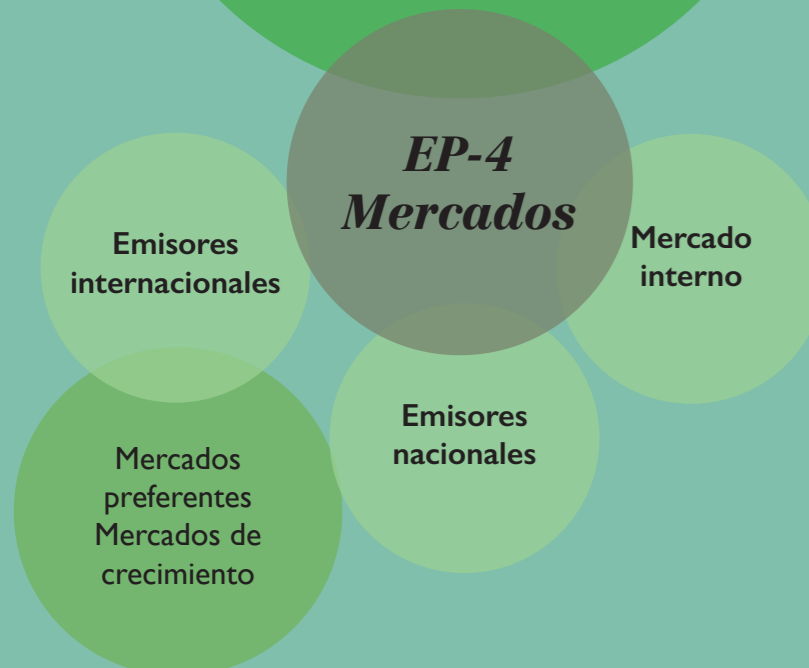 EP-4
Mercados
Emisores
internacionales
Mercado
interno
Emisores
nacionales
Mercados
preferentes
Mercados de
crecimiento